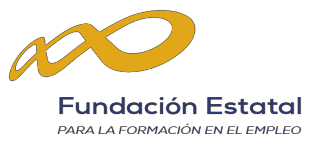 Fundación Estatal
PARA LA FORMACIÓN EN EL EMPLEO